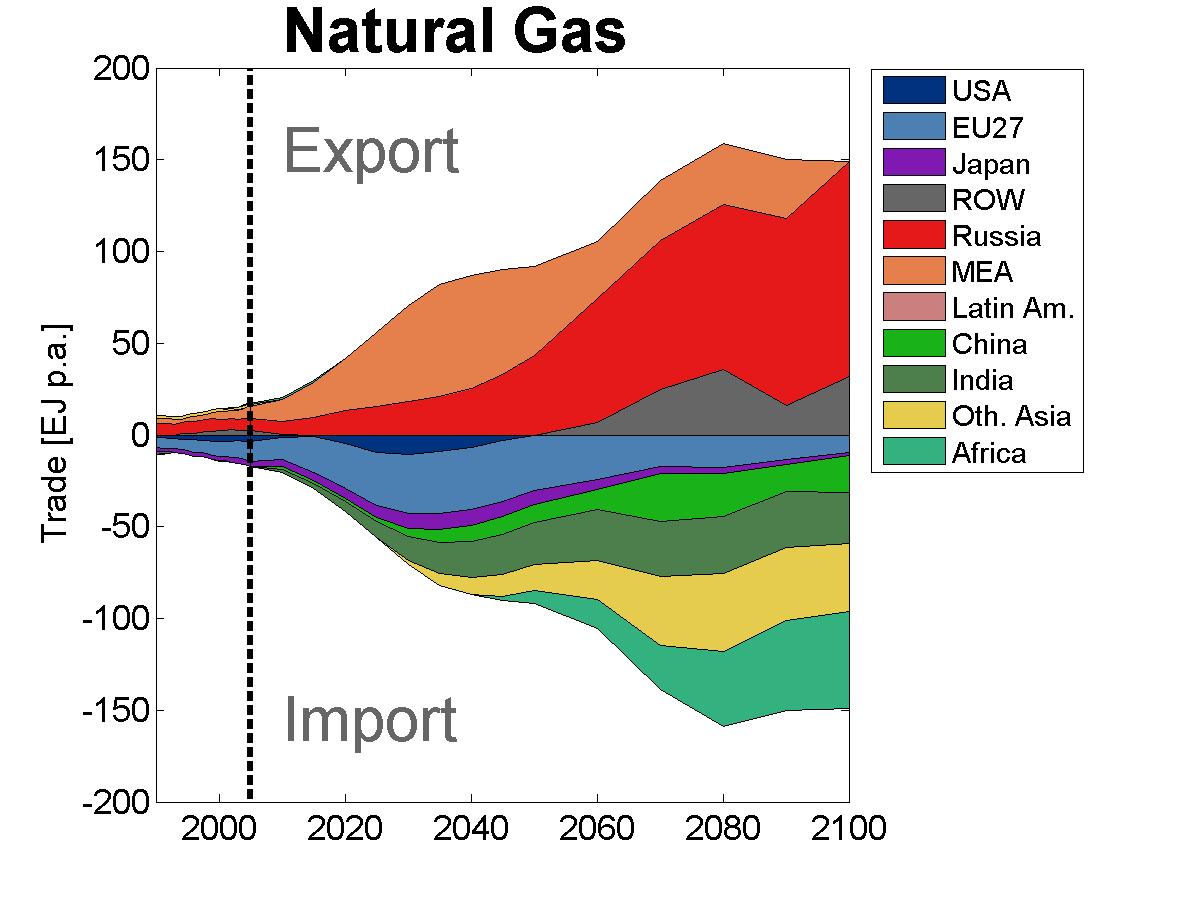 Natural Gas
200
150
100
50
0
-50
-100
-150
-200
Trade [EJ p.a.]
Export
Import
2000
2020
2040
2060
2080
2100
USA
EU27
Japan
ROW
Russia
MEA
Latin Am.
China
India
Oth. Asia
Africa